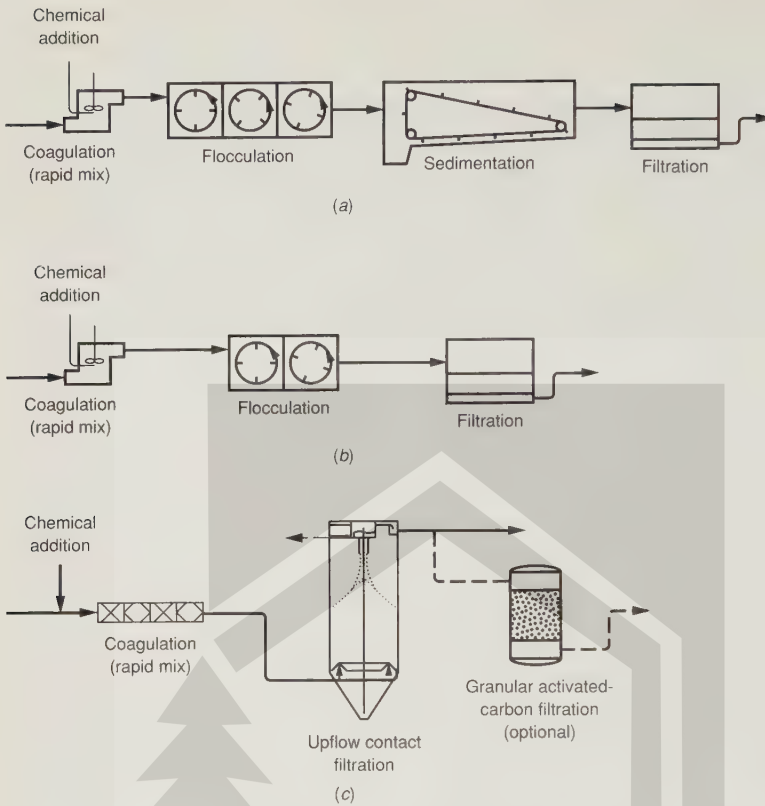 Chemical
addition
Coagulation
(rapid mix)
Flocculation
Sedimentation
Filtration
(a)
Chemical
addition
Coagulation
(rapid mix)
Flocculation
Filtration
(b)
Chemical
addition
Coagulation
(rapid mix)
Upflow contact
filtration
Granular activated-
carbon filtration
(optional)
(c)